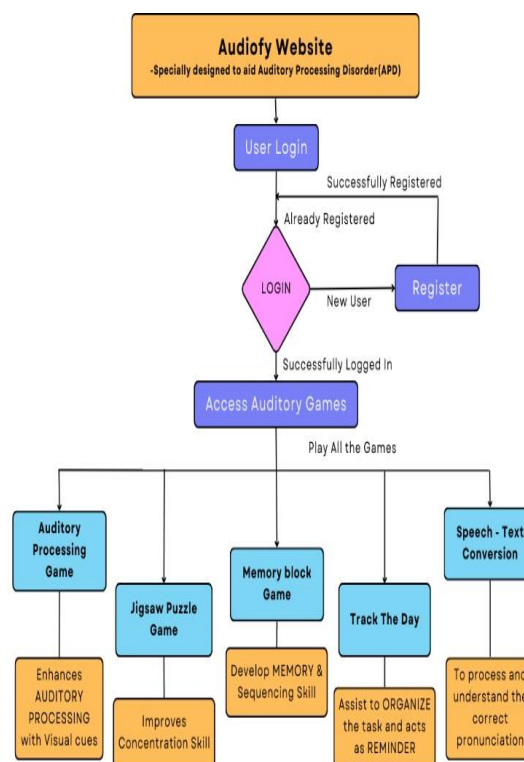 Audiofy Website
-Specially designed to aid Auditory Processing Disorder(APD)
User Login
Successfully Registered
Already Registered
LOGIN
New User
Register
Successfully Logged In
Access Auditory Games
Play All the Games
Auditory
Processing
Game
Jigsaw Puzzle
Game
Memory block
Game
Track The Day
Speech - Text
Conversion
Enhances
AUDITORY
PROCESSING
with Visual cues
Improves
Concentration Skill
Develop MEMORY &
Sequencing Skill
Assist to ORGANIZE
the task and acts
as REMINDER
To process and
understand the
correct
pronunciation